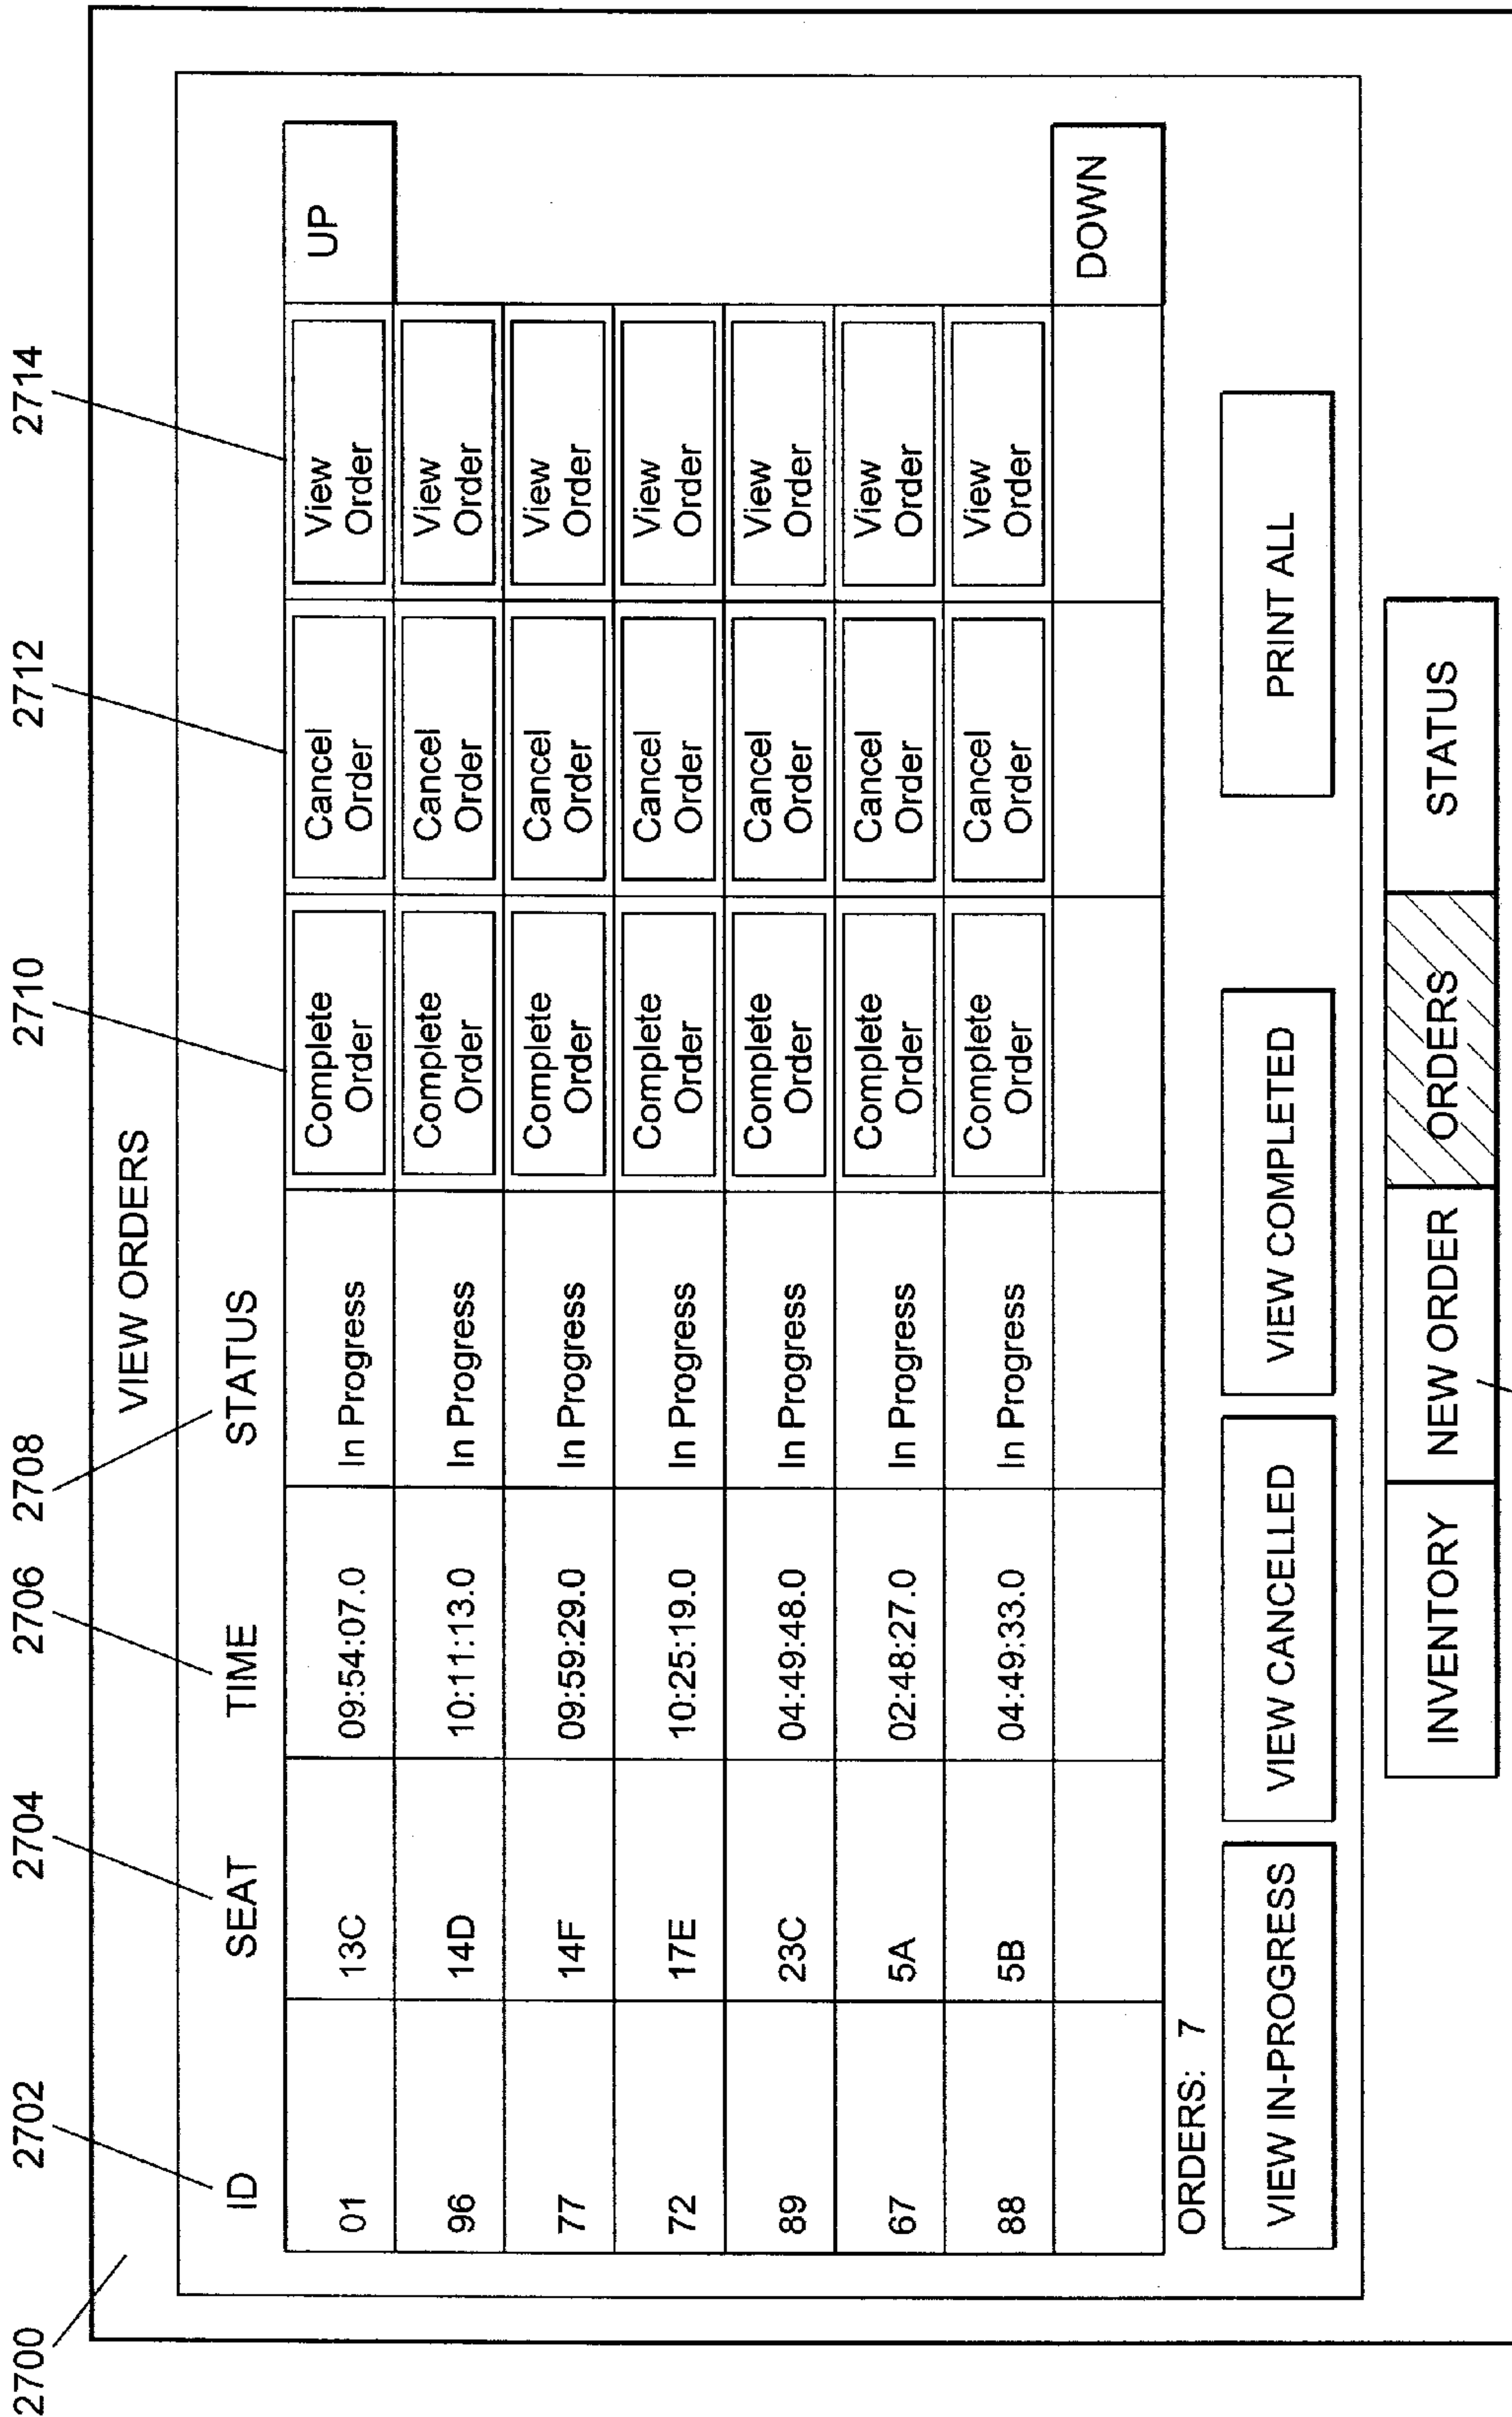 2700 2702 2704 2706 2708 2710 2712 2714
VIEW ORDERS
ID SEAT TIME STATUS
01 13C 09:54:07.0 In Progress Complete Order Cancel Order View Order UP
96 14D 10:11:13.0 In Progress Complete Order Cancel Order View Order
77 14F 09:59:29.0 In Progress Complete Order Cancel Order View Order
72 17E 10:25:19.0 In Progress Complete Order Cancel Order View Order
89 23C 04:49:48.0 In Progress Complete Order Cancel Order View Order
67 5A 02:48:27.0 In Progress Complete Order Cancel Order View Order
88 5B 04:49:33.0 In Progress Complete Order Cancel Order View Order
DOWN
ORDERS: 7
VIEW IN-PROGRESS VIEW CANCELLED VIEW COMPLETED PRINT ALL
INVENTORY NEW ORDER ORDERS STATUS